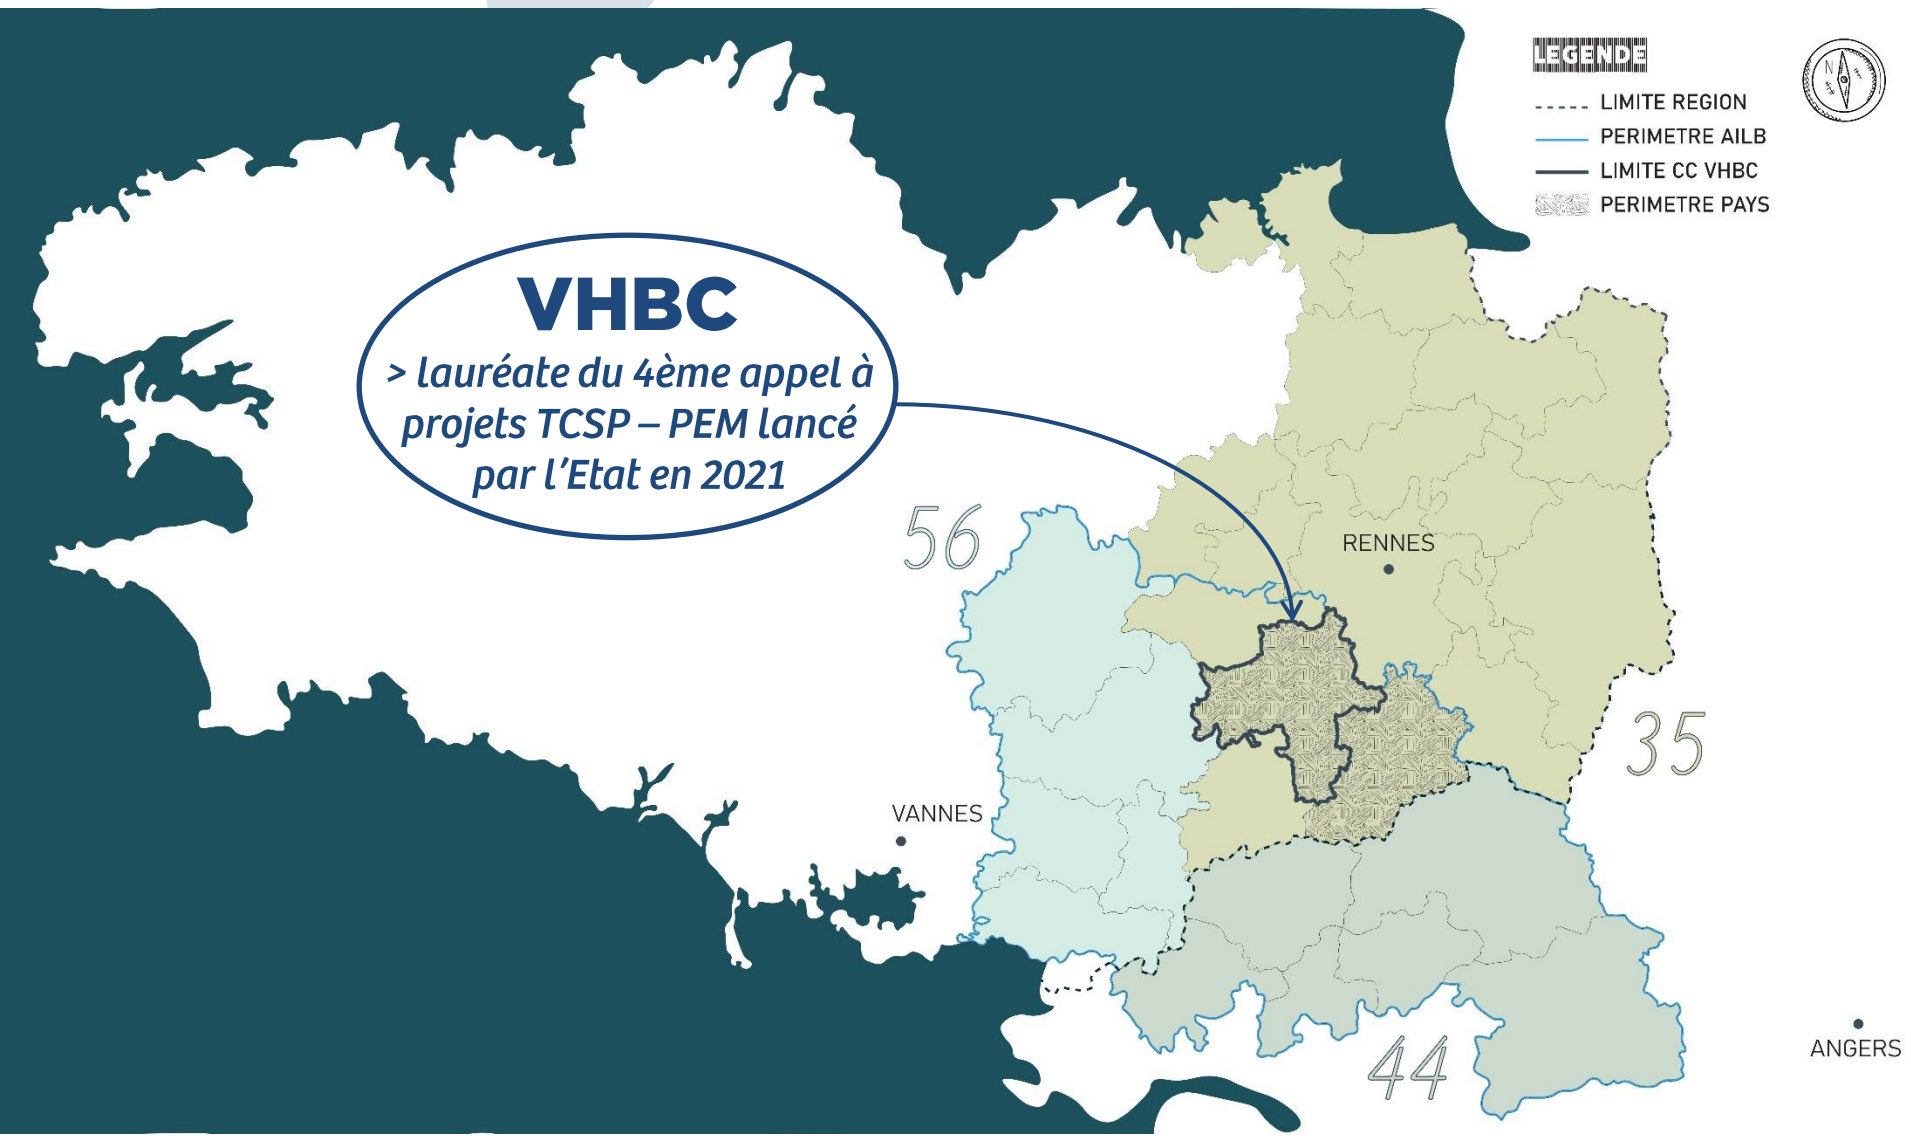 LEGENDE
LIMITE REGION
PERIMETRE AILB
LIMITE CC VHBC
PERIMETRE PAYS
N
VHBC
> lauréate du 4ème appel à
projets TCSP – PEM lancé
par l'Etat en 2021
56
RENNES
35
VANNES
44
ANGERS